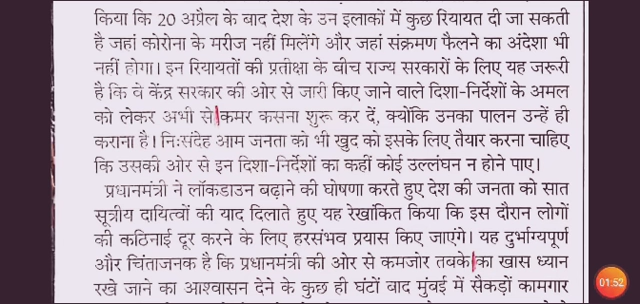 किया कि 20 अप्रैल के बाद देश के उन इलाकों में कुछ रियायत दी जा सकती
है जहां कोरोना के मरीज नहीं मिलेंगे और जहां संक्रमण फैलने का अंदेशा भी
नहीं होगा। इन रियायतों की प्रतीक्षा के बीच राज्य सरकारों के लिए यह जरूरी
है कि वे केंद्र सरकार की ओर से जारी किए जाने वाले दिशा-निर्देशों के अमल
को लेकर अभी से कमर कसना शुरू कर दें, क्योंकि उनका पालन उन्हें ही
कराना है। निःसंदेह आम जनता को भी खुद को इसके लिए तैयार करना चाहिए
कि उसकी ओर से इन दिशा-निर्देशों का कहीं कोई उल्लंघन न होने पाए।
प्रधानमंत्री ने लॉकडाउन बढ़ाने की घोषणा करते हुए देश की जनता को सात
सूत्रीय दायित्वों की याद दिलाते हुए यह रेखांकित किया कि इस दौरान लोगों
की कठिनाई दूर करने के लिए हरसंभव प्रयास किए जाएंगे। यह दुर्भाग्यपूर्ण
और चिंताजनक है कि प्रधानमंत्री की ओर से कमजोर तबके का खास ध्यान
रखे जाने का आश्वासन देने के कुछ ही घंटों बाद मुंबई में सैकड़ों कामगार
01:52